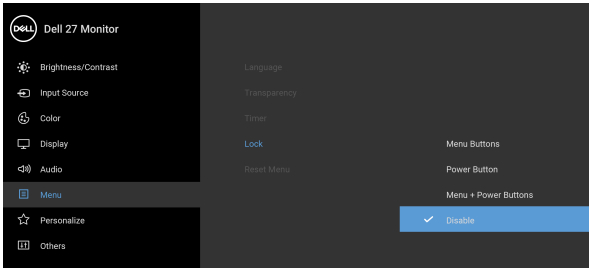 DELL
Dell 27 Monitor
Brightness/Contrast
Input Source
Color
Display
Audio
Menu
Personalize
Others
Language
Transparency
Timer
Lock
Reset Menu
Menu Buttons
Power Button
Menu + Power Buttons
Disable